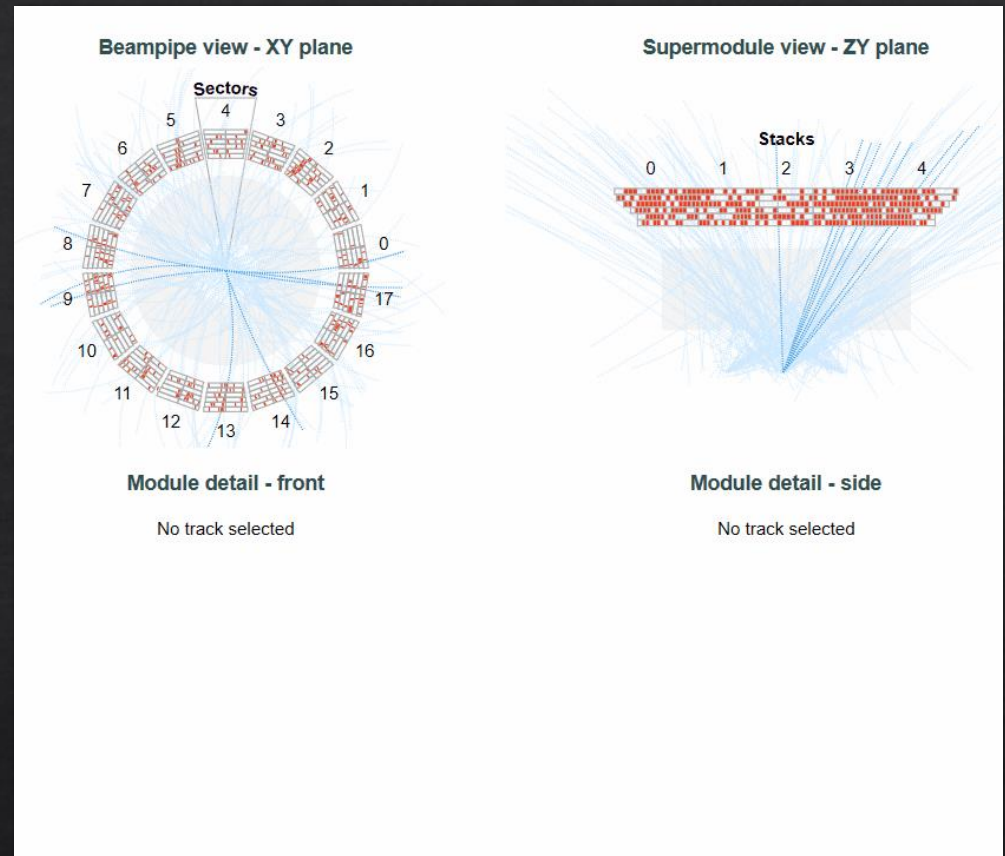 Beampipe view - XY plane
Sectors
4
5
3
6
2
7
1
8
0
9
17
10
16
11
15
12
14
13
Module detail - front
No track selected
Supermodule view - ZY plane
Stacks
0 1 2 3 4
Module detail - side
No track selected